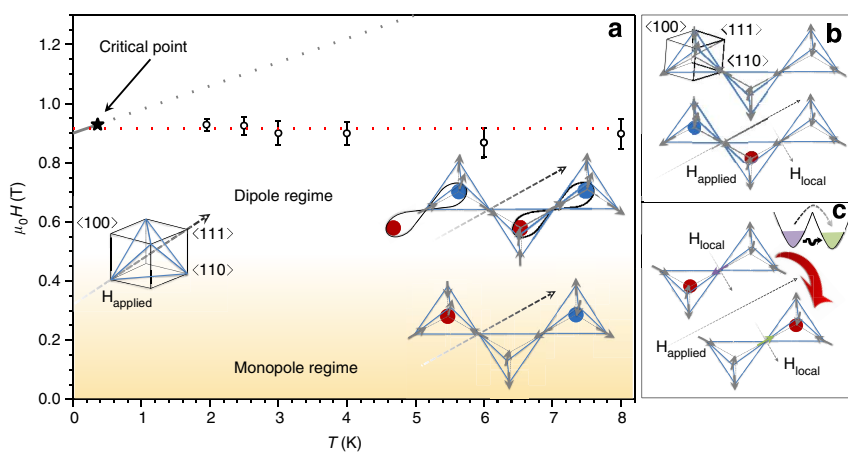 a
Critical point
1.2
1.0
0.8
0.6
0.4
0.2
0.0
μ0H (T)
Dipole regime
⟨100⟩
⟨111⟩
⟨110⟩
Happlied
Monopole regime
0 1 2 3 4 5 6 7 8
T (K)
b
⟨100⟩
⟨111⟩
⟨110⟩
Happlied
Hlocal
c
Hlocal
Happlied
Hlocal